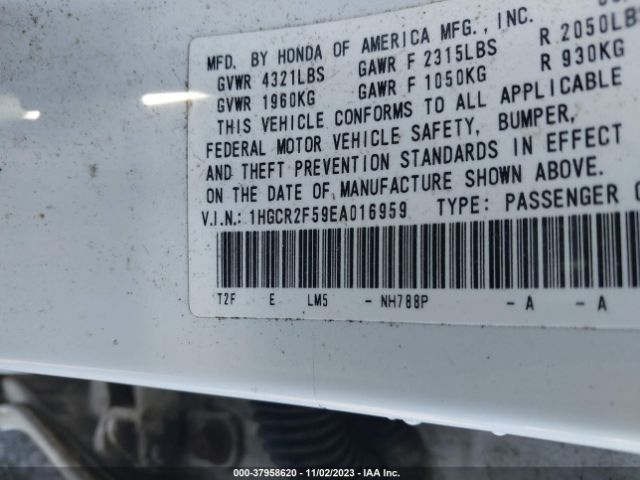 MFD. BY HONDA OF AMERICA MFG., INC.
GVWR 4321LBS GAWR F 2315LBS R 2050LBS
GVWR 1960KG GAWR F 1050KG R 930KG
THIS VEHICLE CONFORMS TO ALL APPLICABLE
FEDERAL MOTOR VEHICLE SAFETY, BUMPER,
AND THEFT PREVENTION STANDARDS IN EFFECT
ON THE DATE OF MANUFACTURE SHOWN ABOVE.
V.I.N.: 1HGCR2F59EA016959 TYPE: PASSENGER
T2F E LM5 - NH788P - A - A
000-37958620 - 11/02/2023 - IAA Inc.